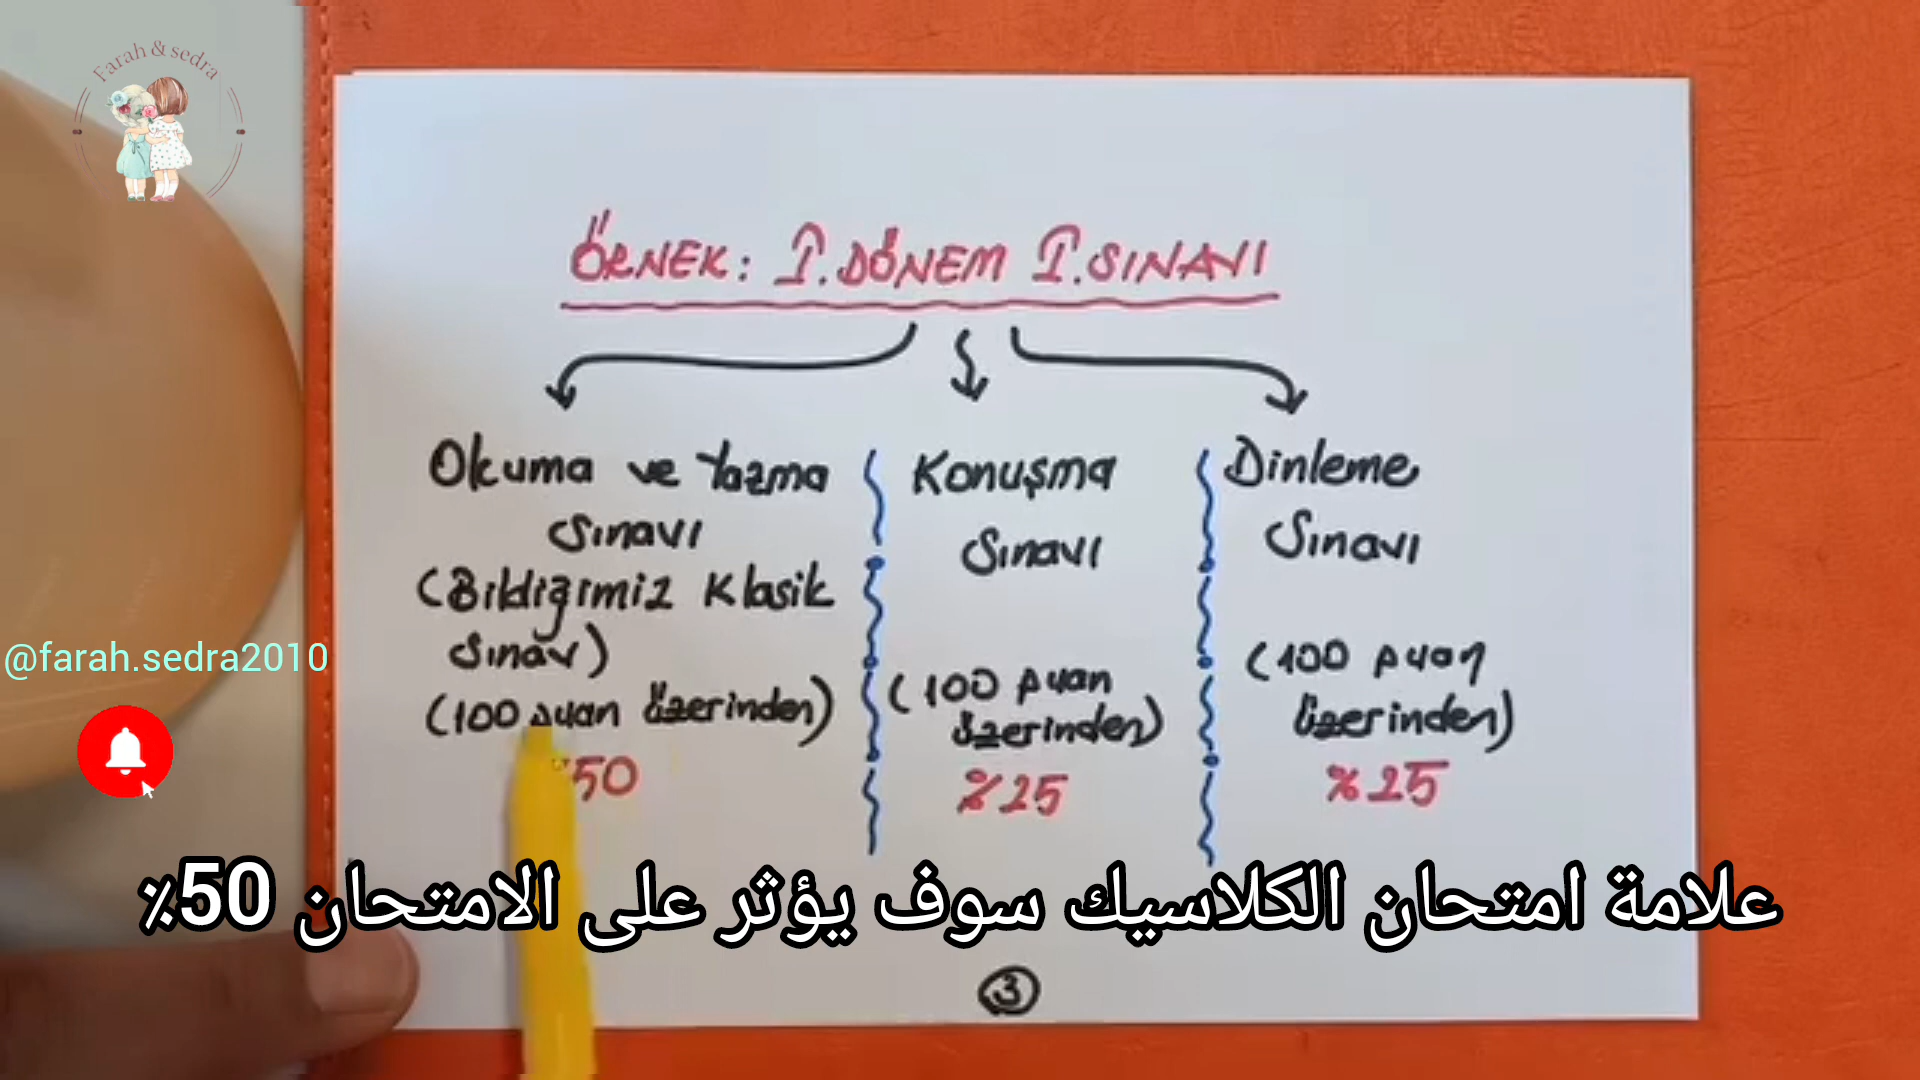 Farah & sedra
ÖRNEK: I. DÖNEM I. SINAVI
Okuma ve Yazma
Sınavı
(Bildiğimiz Klasik
Sınav)
(100 puan üzerinden)
50
Konuşma
Sınavı
(100 puan
üzerinden)
%25
Dinleme
Sınavı
(100 puan
üzerinden)
%25
@farah.sedra2010
علامة امتحان الكلاسيك سوف يؤثر على الامتحان 50٪
3